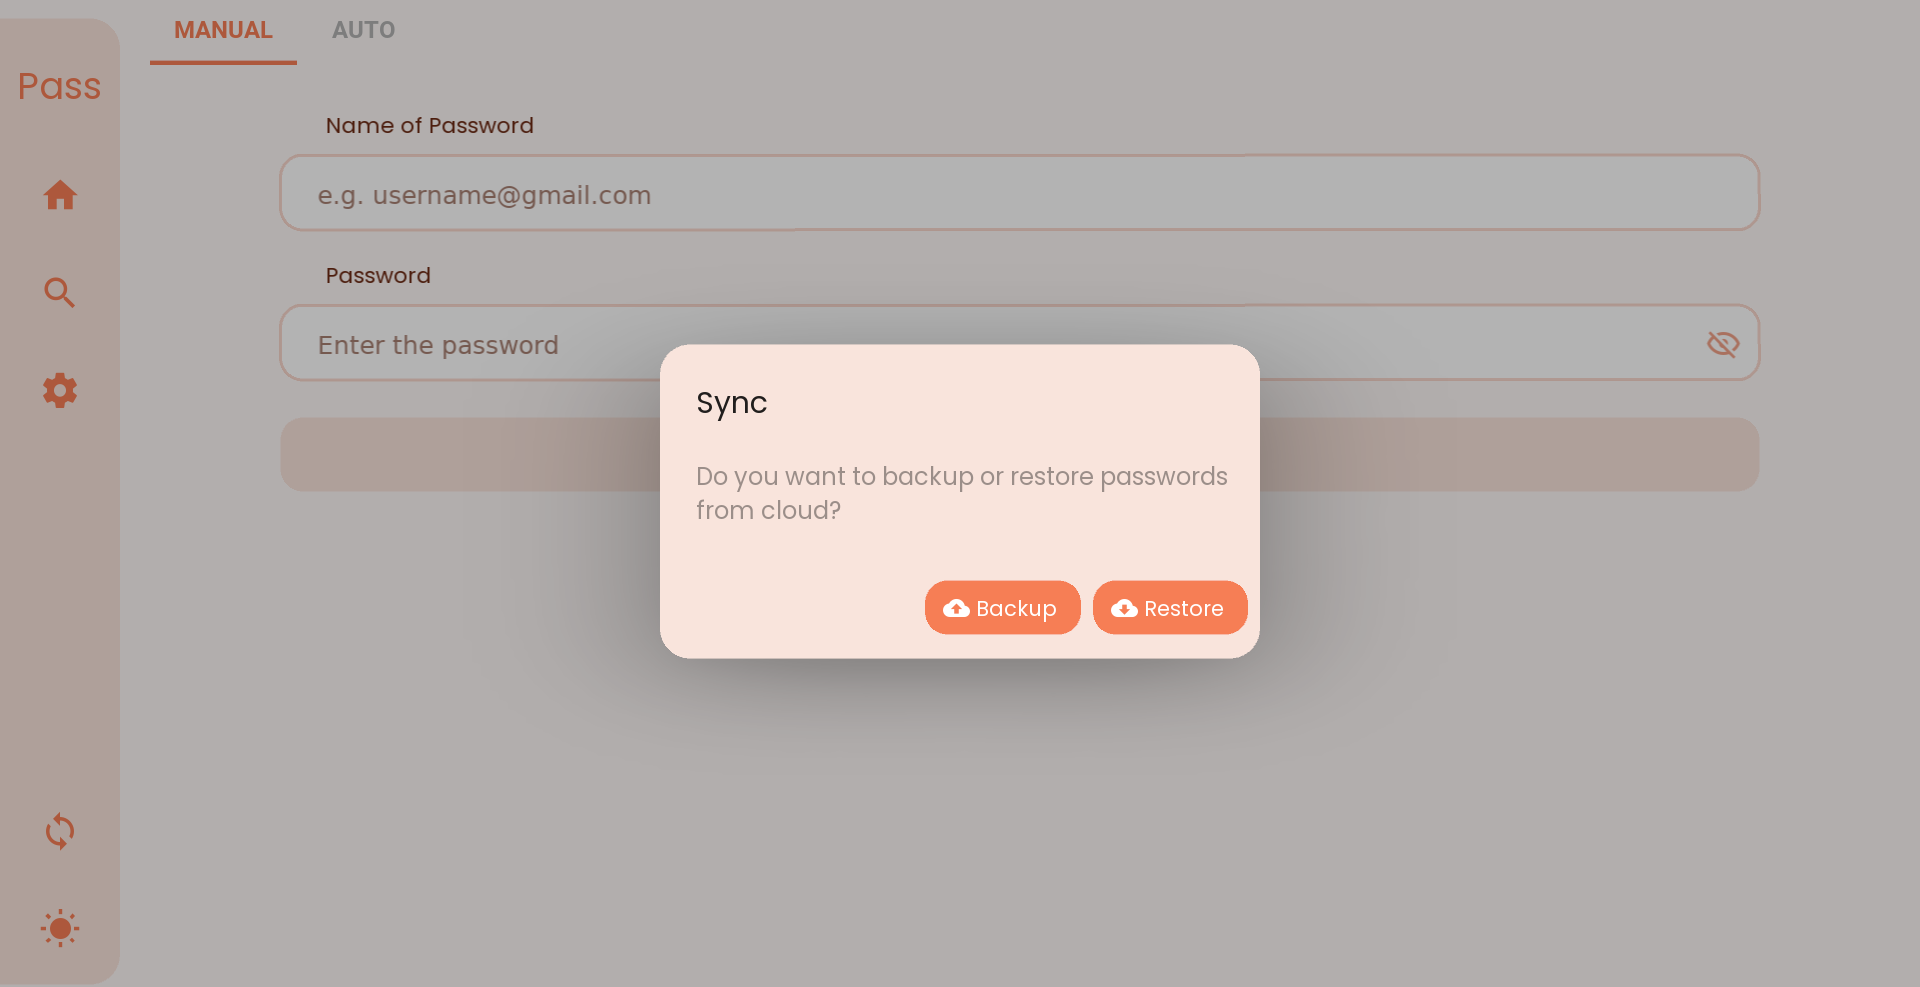 MANUAL
AUTO
Pass
Name of Password
e.g. username@gmail.com
Password
Enter the password
Sync
Do you want to backup or restore passwords
from cloud?
Backup
Restore